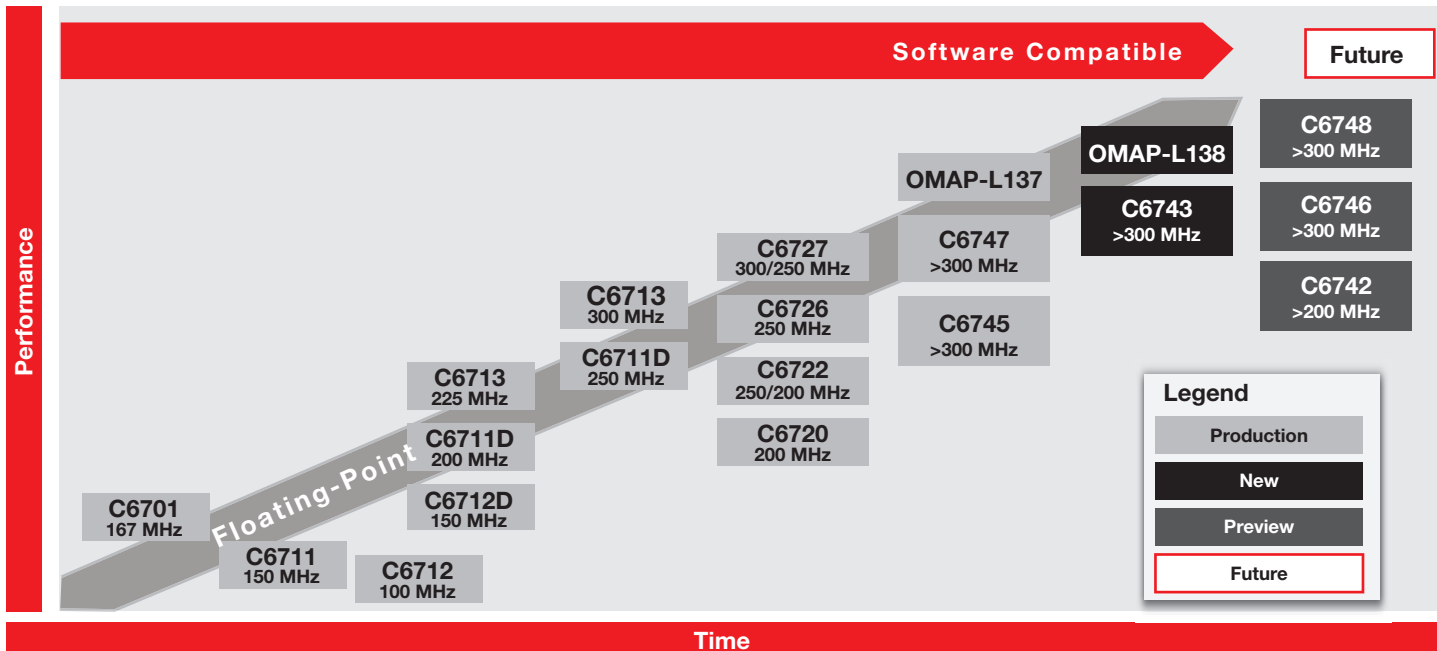 Software Compatible
Future
Performance
Floating-Point
C6701
167 MHz
C6711
150 MHz
C6712
100 MHz
C6713
225 MHz
C6711D
200 MHz
C6712D
150 MHz
C6713
300 MHz
C6711D
250 MHz
C6727
300/250 MHz
C6726
250 MHz
C6722
250/200 MHz
C6720
200 MHz
OMAP-L137
C6747
>300 MHz
C6745
>300 MHz
OMAP-L138
C6743
>300 MHz
C6748
>300 MHz
C6746
>300 MHz
C6742
>200 MHz
Legend
Production
New
Preview
Future
Time